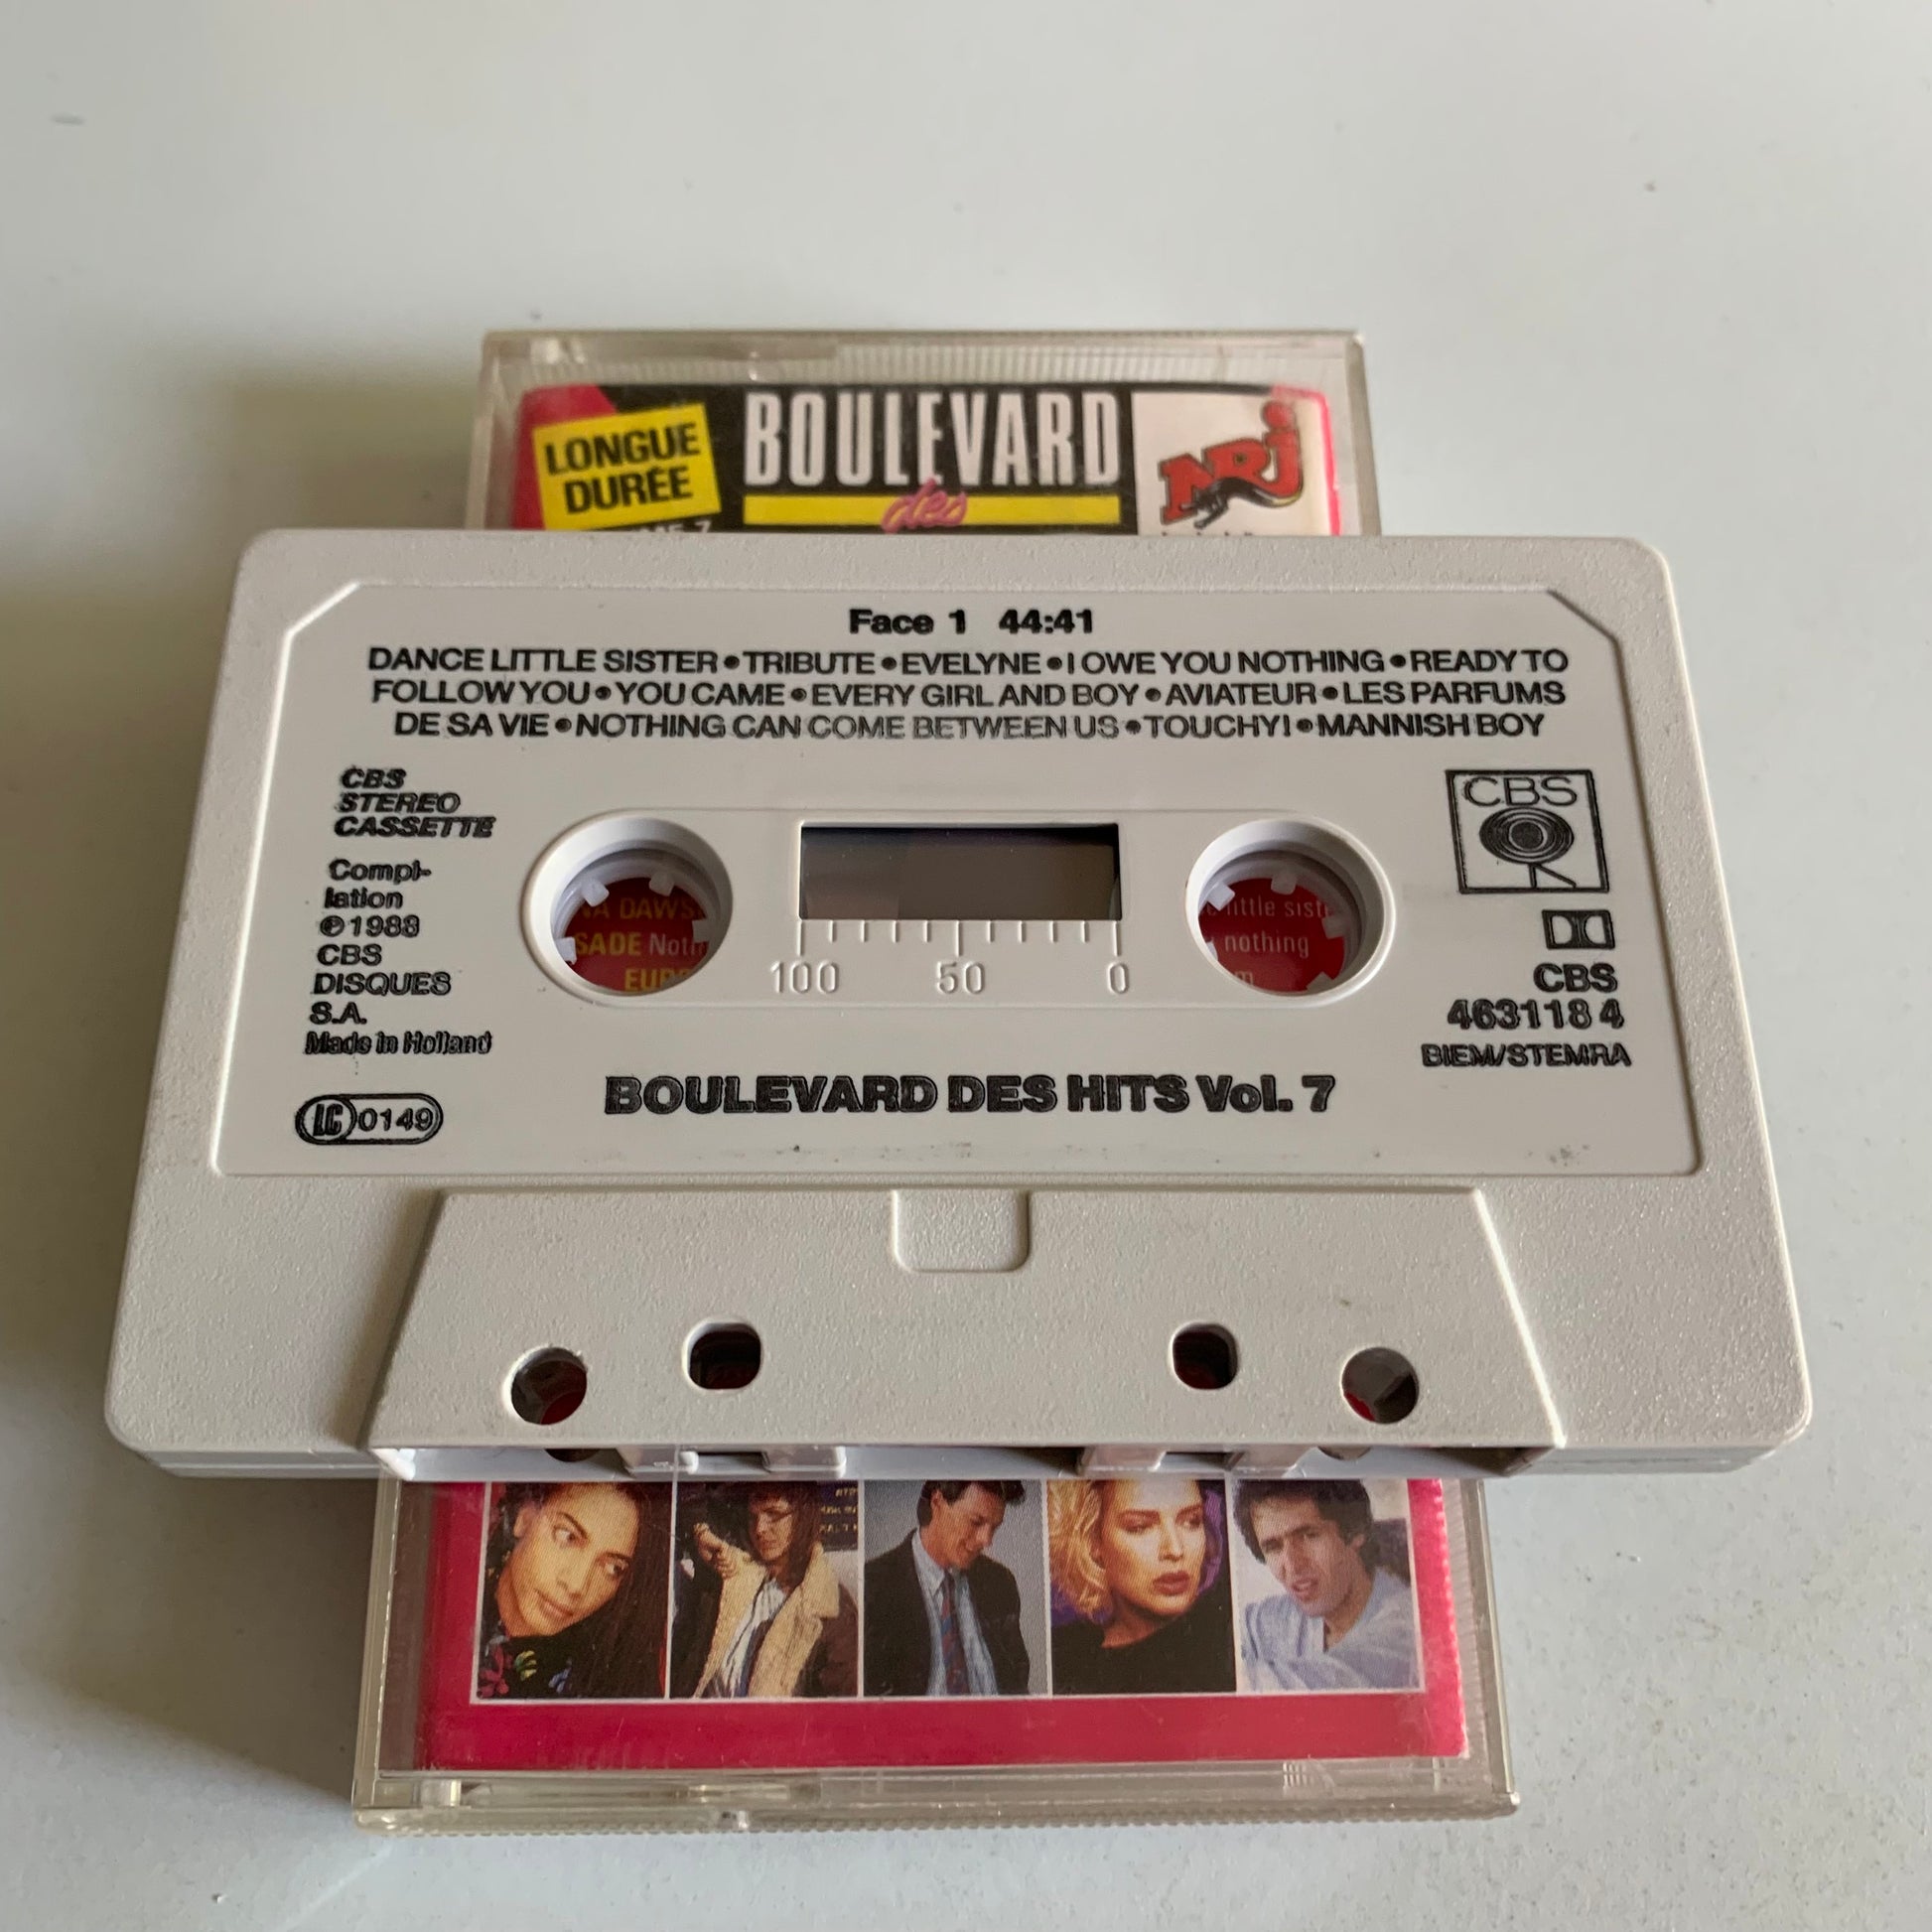 LONGUE
DURÉE
BOULEVARD
des
NRJ
Face 1 44:41
DANCE LITTLE SISTER • TRIBUTE • EVELYNE • I OWE YOU NOTHING • READY TO
FOLLOW YOU • YOU CAME • EVERY GIRL AND BOY • AVIATEUR • LES PARFUMS
DE SA VIE • NOTHING CAN COME BETWEEN US • TOUCHY! • MANNISH BOY
CBS
STEREO
CASSETTE
Compi-
lation
℗ 1988
CBS
DISQUES
S.A.
Made in Holland
LC 0149
SADE
little
nothing
100 50 0
CBS
CBS
463118 4
BIEM/STEMRA
BOULEVARD DES HITS Vol. 7